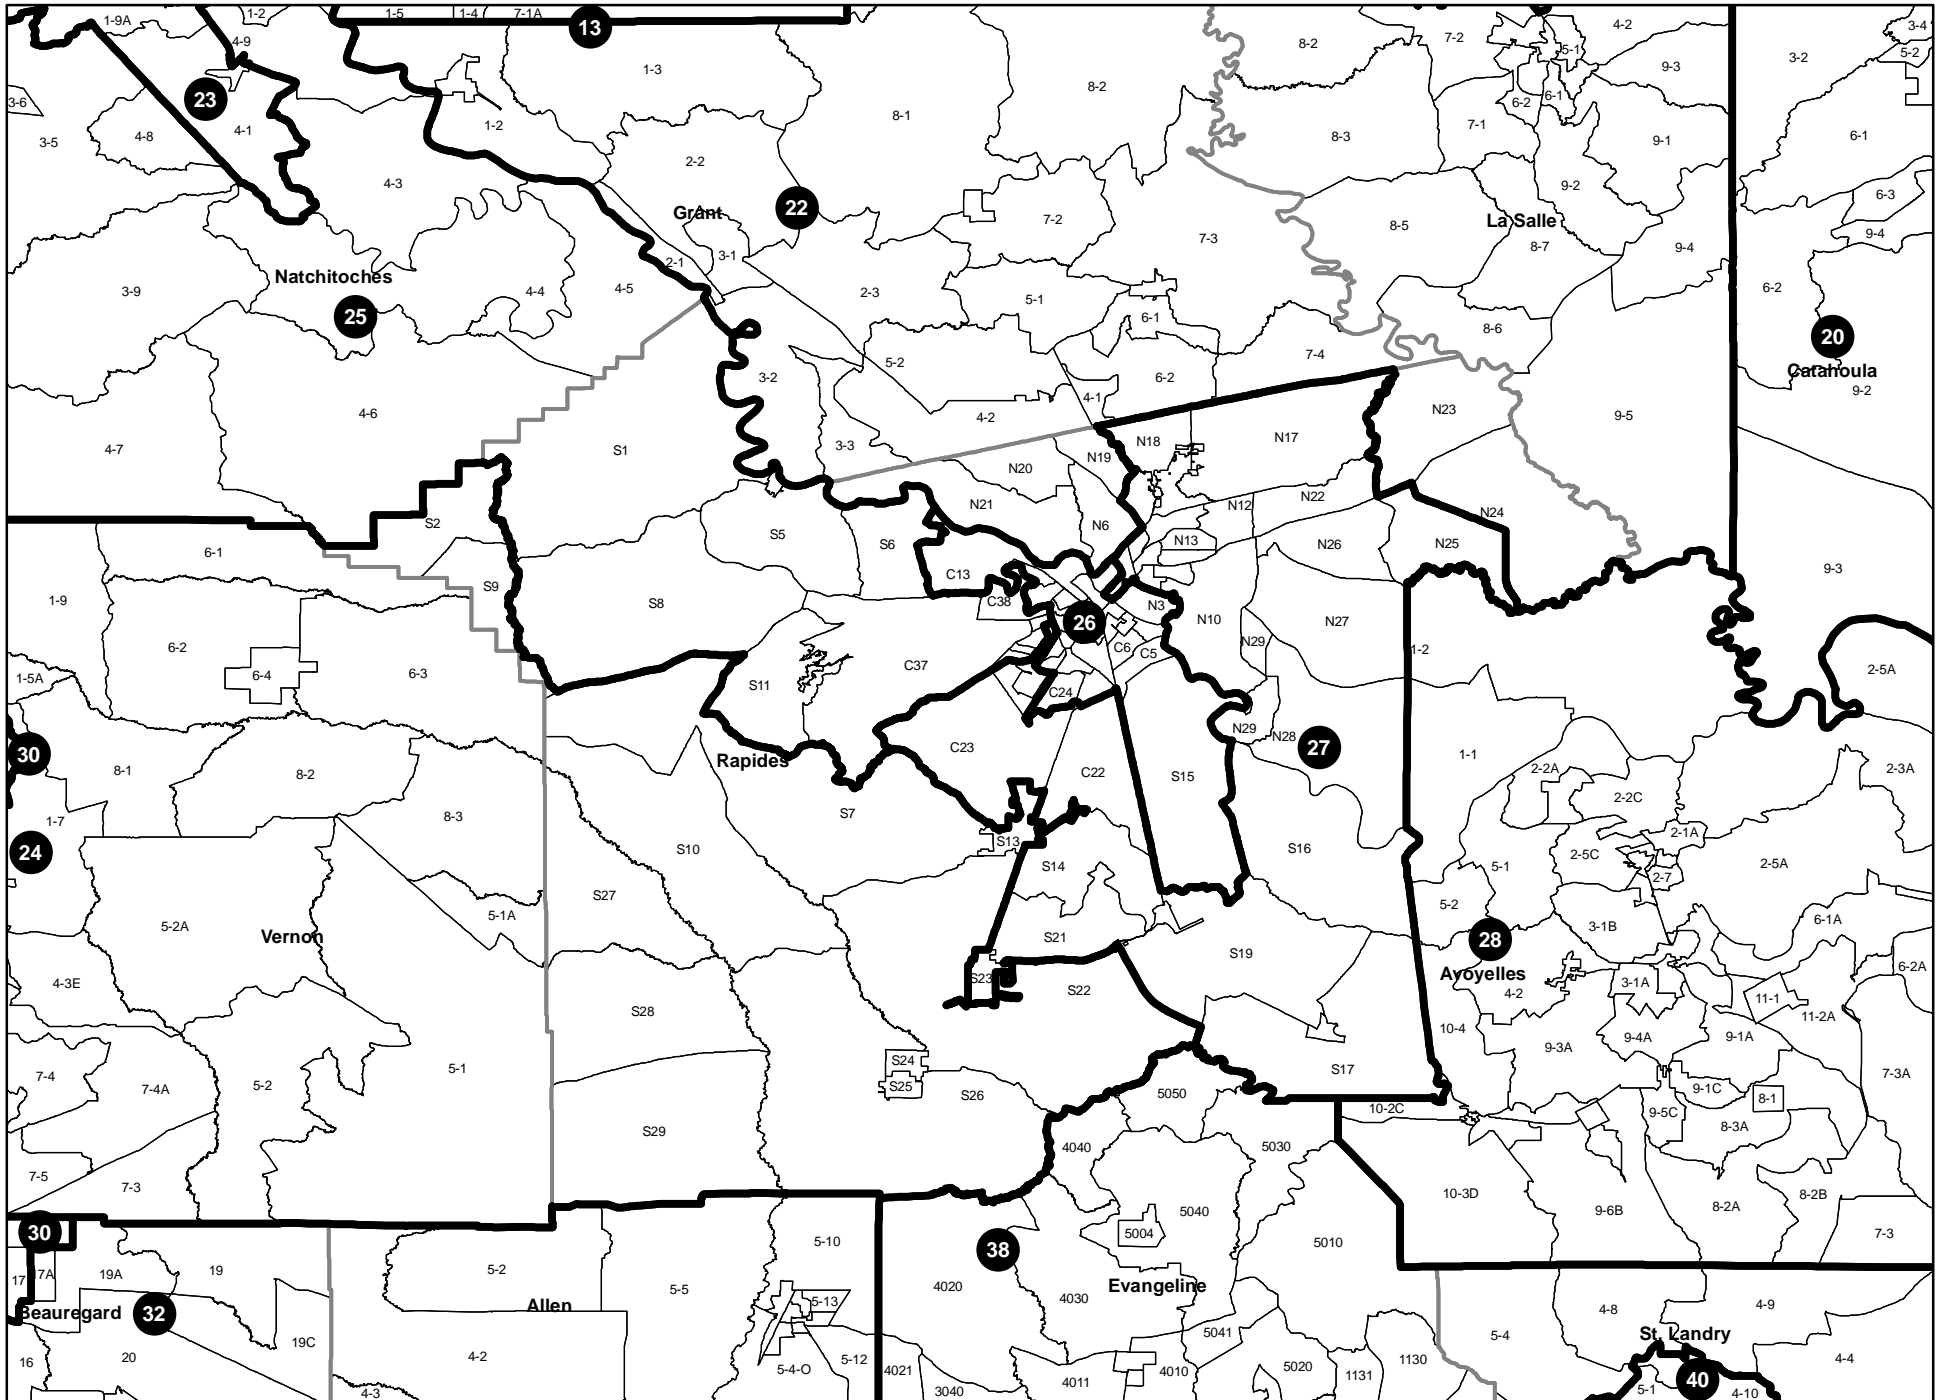 1-9A
1-2
1-5
1-4
7-1A
13
4-9
8-2
7-2
4-2
5-1
3-4
5-2
3-2
9-3
1-3
8-2
23
3-6
6-2
6-1
4-8
4-1
3-5
1-2
8-1
8-3
7-1
9-1
6-1
2-2
4-3
9-2
6-3
Grant
22
7-2
8-5
La Salle
7-3
9-4
8-7
9-4
3-1
2-1
Natchitoches
3-9
4-4
4-5
2-3
5-1
6-2
25
6-1
8-6
20
7-4
5-2
3-2
6-2
Catahoula
9-2
4-1
4-6
4-2
N23
9-5
4-7
S1
3-3
N18
N17
N19
N20
N21
N12
N22
N24
S2
S5
N6
6-1
S6
N13
N26
N25
9-3
C13
S9
1-9
S8
C38
N3
26
N10
N27
6-2
C6
C5
N29
1-2
6-3
C37
1-5A
6-4
S11
C24
2-5A
N29
N28
30
C23
27
Rapides
1-1
8-1
8-2
C22
S15
2-2A
2-3A
2-2C
S7
8-3
1-7
2-1A
S13
24
S10
S16
2-5C
2-5A
S14
5-1
2-7
S27
5-2
5-1A
6-1A
5-2A
3-1B
Vernon
S21
28
S19
6-2A
Avoyelles
4-3E
S23
3-1A
S22
4-2
11-1
S28
11-2A
10-4
9-4A
9-1A
9-3A
S24
5-1
S17
7-4
7-3A
5-2
S25
7-4A
9-1C
S26
5050
8-1
10-2C
9-5C
8-3A
S29
4040
5030
7-5
7-3
10-3D
8-2B
8-2A
9-6B
5040
30
5004
7-3
5-10
38
5010
19
5-2
17
17A
19A
4020
Evangeline
5-5
4030
5-13
Beauregard
32
Allen
4-8
4-9
5041
5-4
St. Landry
19C
20
4-2
16
5-12
5-4-O
4021
4010
5020
1131
1130
4-4
40
4011
3040
5-1
4-10
4-3